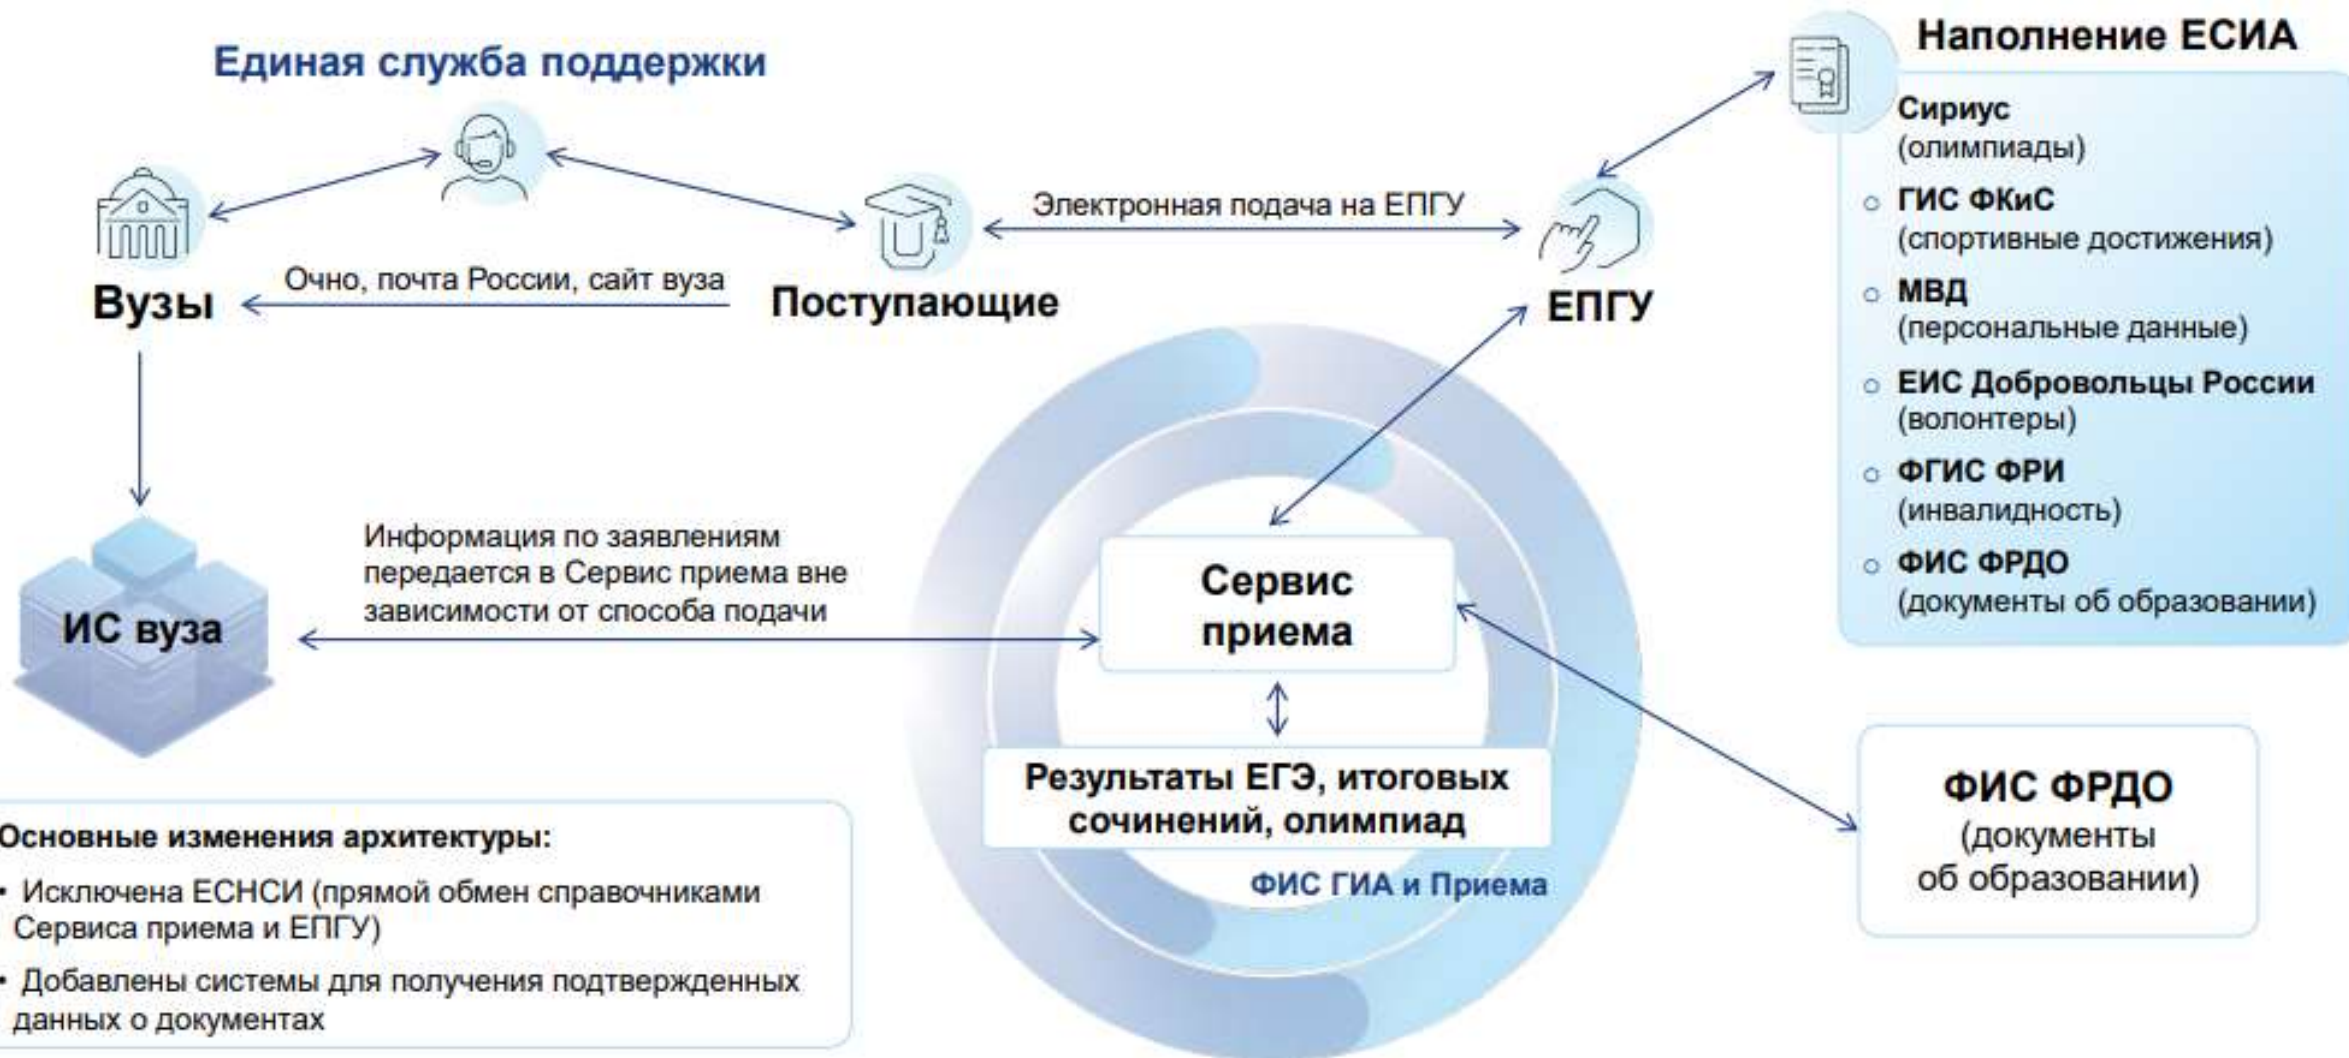 Единая служба поддержки
Наполнение ЕСИА
Сириус
(олимпиады)
ГИС ФКиС
(спортивные достижения)
МВД
(персональные данные)
ЕИС Добровольцы России
(волонтеры)
ФГИС ФРИ
(инвалидность)
ФИС ФРДО
(документы об образовании)
Электронная подача на ЕПГУ
Очно, почта России, сайт вуза
Вузы
Поступающие
ЕПГУ
Информация по заявлениям
передается в Сервис приема вне
зависимости от способа подачи
ИС вуза
Сервис
приема
Результаты ЕГЭ, итоговых
сочинений, олимпиад
ФИС ГИА и Приема
ФИС ФРДО
(документы
об образовании)
Основные изменения архитектуры:
• Исключена ЕСНСИ (прямой обмен справочниками
Сервиса приема и ЕПГУ)
• Добавлены системы для получения подтвержденных
данных о документах